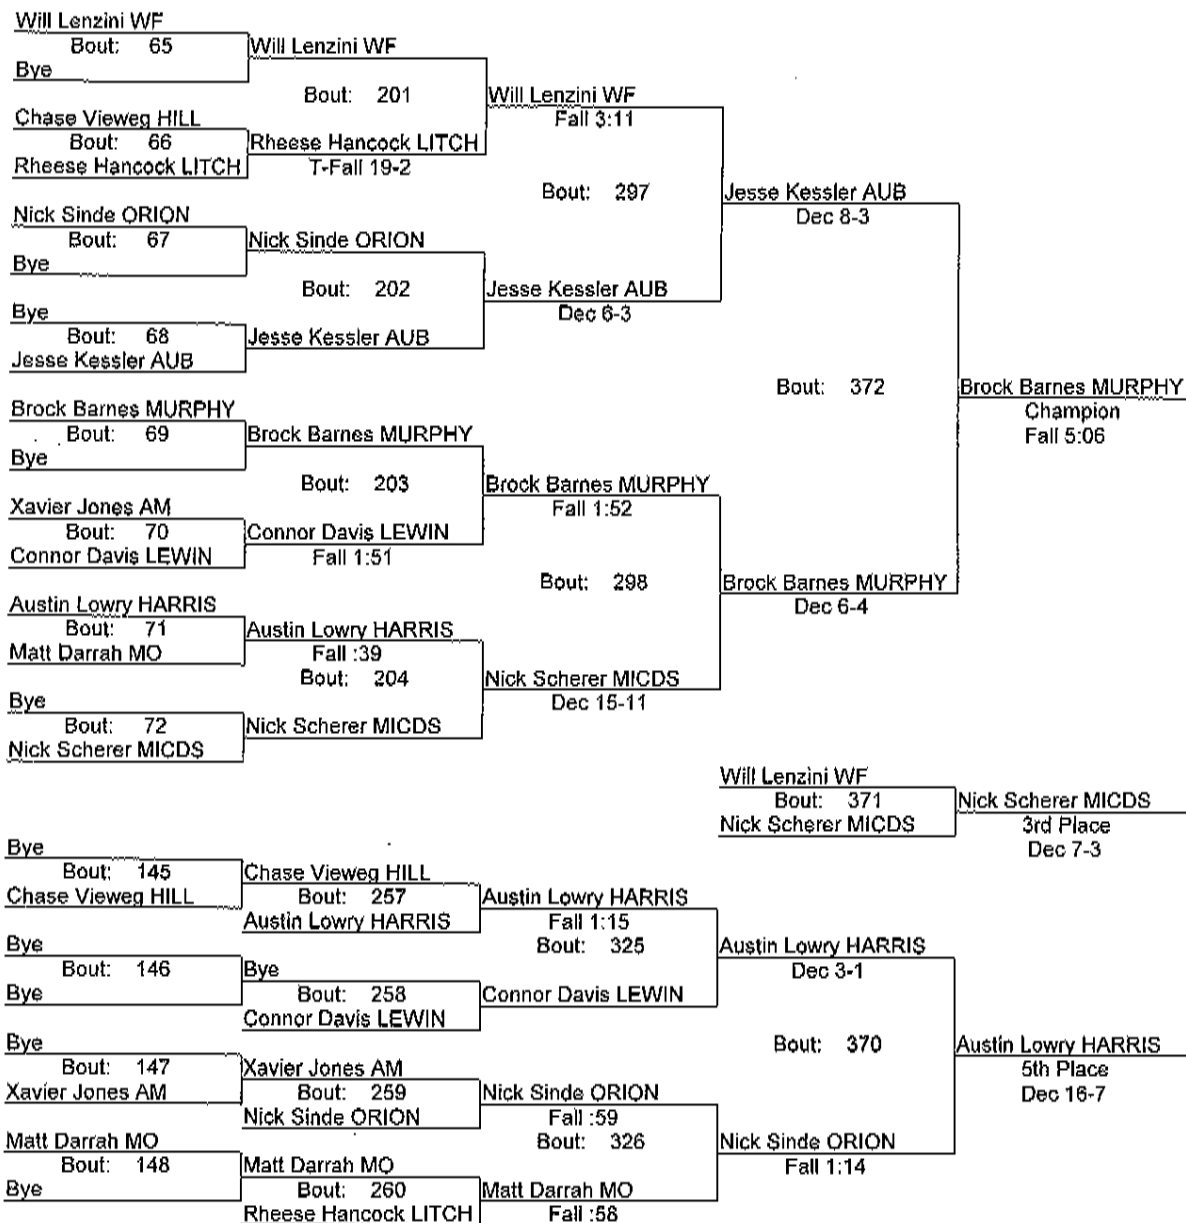 Will Lenzini WF
Bout: 65
Bye
Will Lenzini WF
Bout: 201
Chase Vieweg HILL
Bout: 66
Rheese Hancock LITCH
Rheese Hancock LITCH
T-Fall 19-2
Will Lenzini WF
Fall 3:11
Bout: 297
Nick Sinde ORION
Bout: 67
Bye
Nick Sinde ORION
Bout: 202
Bye
Bout: 68
Jesse Kessler AUB
Jesse Kessler AUB
Jesse Kessler AUB
Dec 6-3
Jesse Kessler AUB
Dec 8-3
Bout: 372
Brock Barnes MURPHY
Champion
Fall 5:06
Brock Barnes MURPHY
Bout: 69
Bye
Brock Barnes MURPHY
Bout: 203
Xavier Jones AM
Bout: 70
Connor Davis LEWIN
Connor Davis LEWIN
Fall 1:51
Brock Barnes MURPHY
Fall 1:52
Bout: 298
Brock Barnes MURPHY
Dec 6-4
Austin Lowry HARRIS
Bout: 71
Matt Darrah MO
Austin Lowry HARRIS
Fall :39
Bout: 204
Bye
Bout: 72
Nick Scherer MICDS
Nick Scherer MICDS
Nick Scherer MICDS
Dec 15-11
Will Lenzini WF
Bout: 371
Nick Scherer MICDS
Nick Scherer MICDS
3rd Place
Dec 7-3
Bye
Bout: 145
Chase Vieweg HILL
Chase Vieweg HILL
Bout: 257
Austin Lowry HARRIS
Austin Lowry HARRIS
Fall 1:15
Bout: 325
Bye
Bout: 146
Bye
Bye
Bout: 258
Connor Davis LEWIN
Connor Davis LEWIN
Austin Lowry HARRIS
Dec 3-1
Bout: 370
Austin Lowry HARRIS
5th Place
Dec 16-7
Bye
Bout: 147
Xavier Jones AM
Xavier Jones AM
Bout: 259
Nick Sinde ORION
Nick Sinde ORION
Fall :59
Bout: 326
Nick Sinde ORION
Fall 1:14
Matt Darrah MO
Bout: 148
Bye
Matt Darrah MO
Bout: 260
Rheese Hancock LITCH
Matt Darrah MO
Fall :58